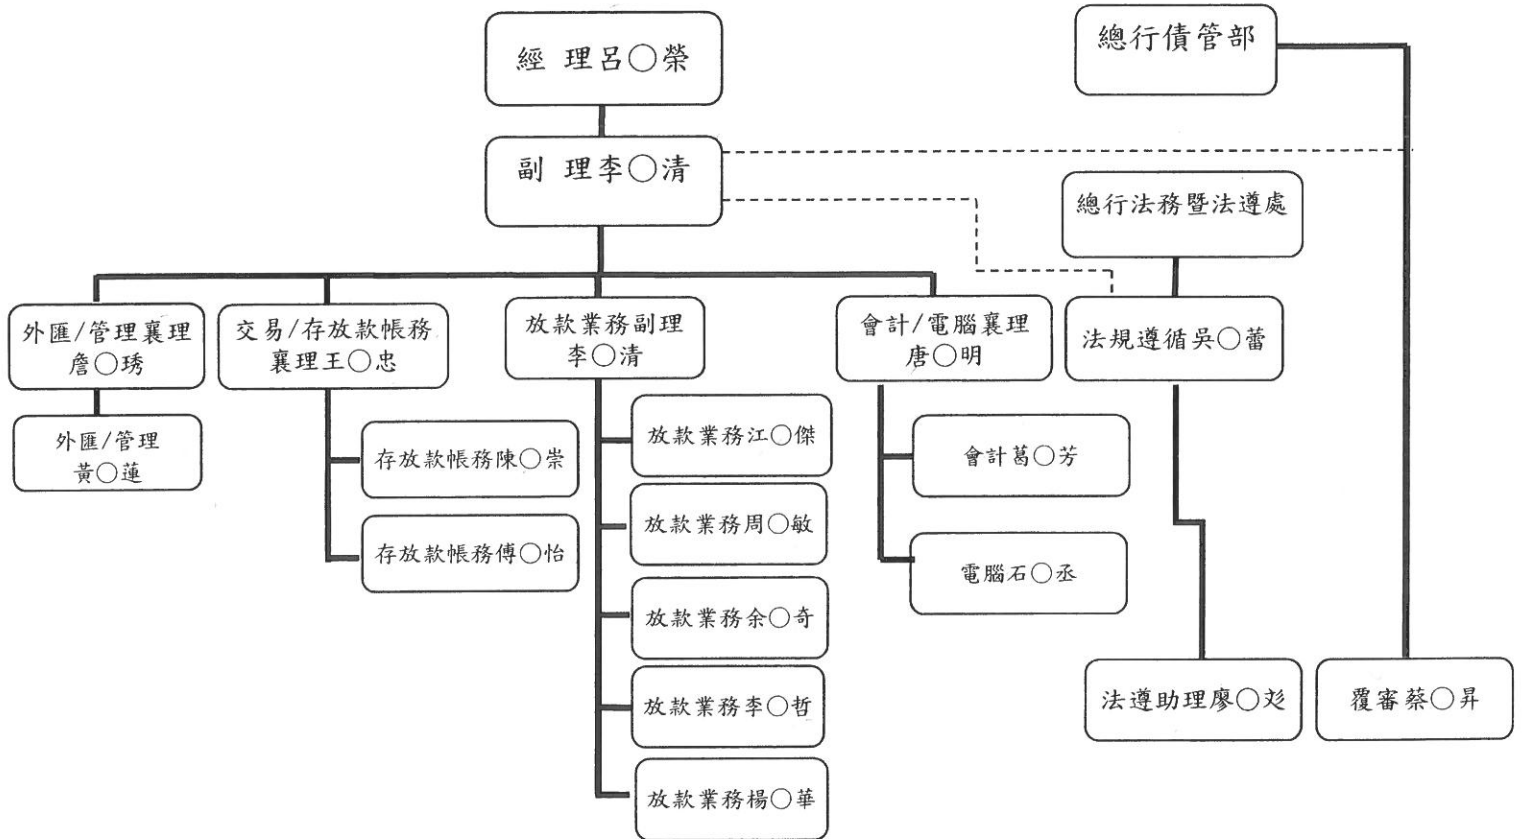 經 理呂○榮
總行債管部
副 理李○清
總行法務暨法遵處
外匯/管理襄理
詹○琇
交易/存放款帳務
襄理王○忠
放款業務副理
李○清
會計/電腦襄理
唐○明
法規遵循吳○蕾
外匯/管理
黃○蓮
存放款帳務陳○崇
存放款帳務傅○怡
放款業務江○傑
放款業務周○敏
放款業務余○奇
放款業務李○哲
放款業務楊○華
會計葛○芳
電腦石○丞
法遵助理廖○彣
覆審蔡○昇